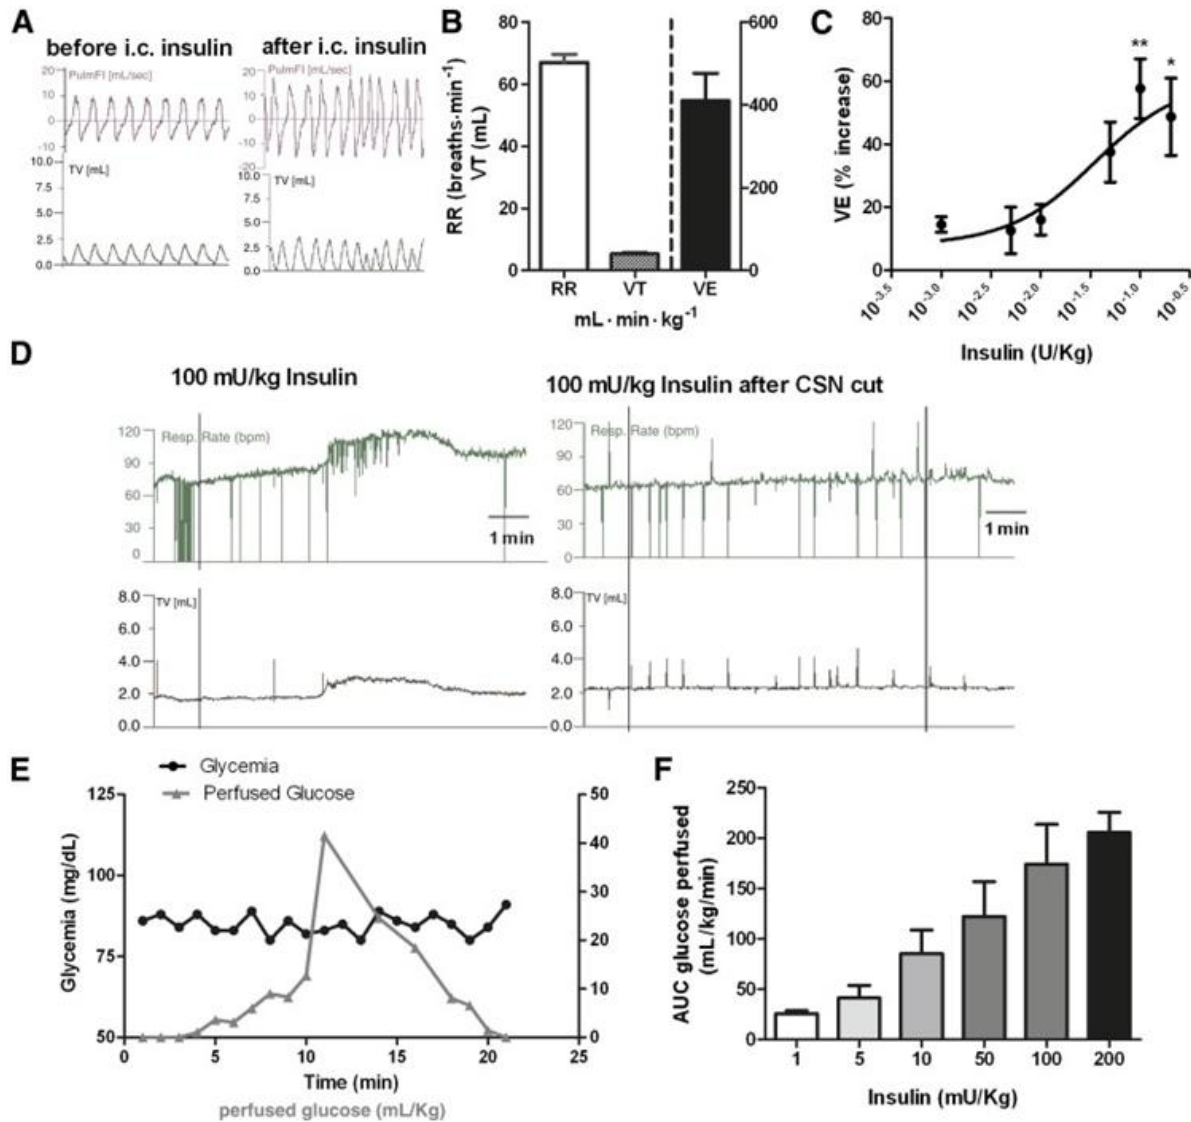 A
before i.c. insulin
after i.c. insulin
20
PulmFl [mL/sec]
10
0
-10
10.0
TV [mL]
7.5
5.0
2.5
0.0
20
PulmFl [mL/sec]
10
0
-10
-20
10.0
TV [mL]
7.5
5.0
2.5
0.0
B
RR (breaths·min-1)
VT (mL)
80
60
40
20
0
600
400
200
0
RR
VT
VE
mL·min·kg-1
C
VE (% increase)
80
60
40
20
0
**
*
10-3.5
10-3.0
10-2.5
10-2.0
10-1.5
10-1.0
10-0.5
Insulin (U/Kg)
D
100 mU/kg Insulin
120
Resp. Rate (bpm)
90
60
30
0
1 min
8.0
TV [mL]
6.0
4.0
2.0
0.0
100 mU/kg Insulin after CSN cut
120
Resp. Rate (bpm)
90
60
30
0
1 min
8.0
TV [mL]
6.0
4.0
2.0
0.0
E
Glycemia
Perfused Glucose
Glycemia (mg/dL)
125
100
75
50
50
40
30
20
10
0
0
5
10
15
20
25
Time (min)
perfused glucose (mL/Kg)
F
AUC glucose perfused
(mL/kg/min)
250
200
150
100
50
0
1
5
10
50
100
200
Insulin (mU/Kg)